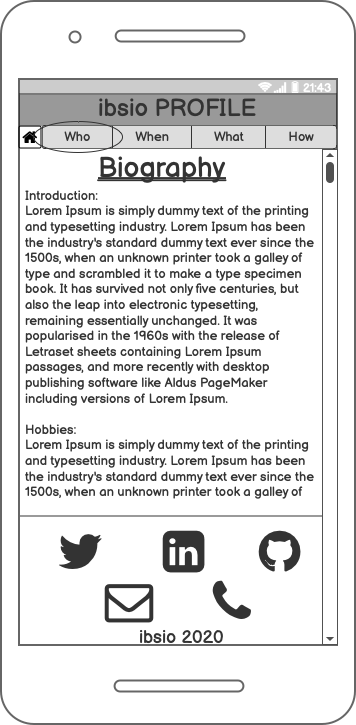 21:43
ibsio PROFILE
Who When What How
Biography
Introduction:
Lorem Ipsum is simply dummy text of the printing
and typesetting industry. Lorem Ipsum has been
the industry's standard dummy text ever since the
1500s, when an unknown printer took a galley of
type and scrambled it to make a type specimen
book. It has survived not only five centuries, but
also the leap into electronic typesetting,
remaining essentially unchanged. It was
popularised in the 1960s with the release of
Letraset sheets containing Lorem Ipsum
passages, and more recently with desktop
publishing software like Aldus PageMaker
including versions of Lorem Ipsum.
Hobbies:
Lorem Ipsum is simply dummy text of the printing
and typesetting industry. Lorem Ipsum has been
the industry's standard dummy text ever since the
1500s, when an unknown printer took a galley of
in
ibsio 2020